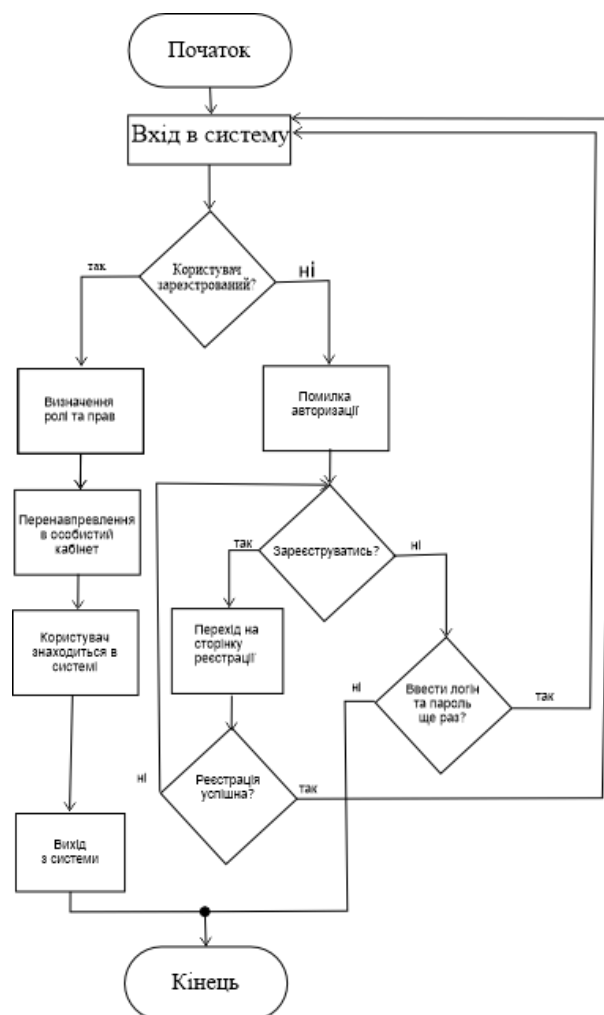 Початок
Вхід в систему
так
Користувач
зареэстрований?
ні
Визначення
ролі та прав
Помилка
авторизації
Перенавпревлення
в особистий
кабінет
так
Зареєструватись?
ні
Користувач
знаходиться в
системі
Перехід на
сторінку
реєстрації
ні
Ввести логін
та пароль
ще раз?
так
ні
Реєстрація
успішна?
так
Вихід
з системи
Кінець